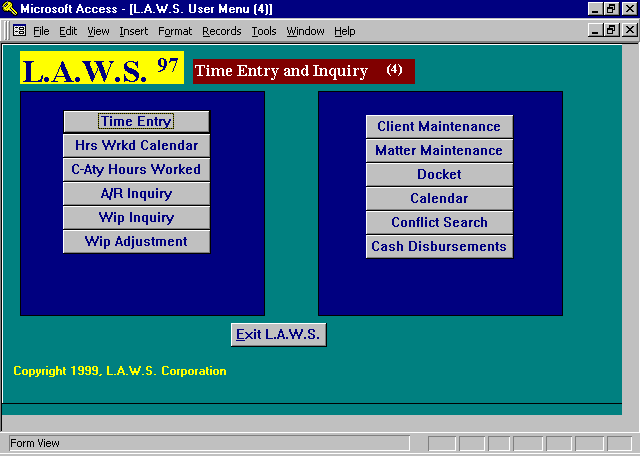 Microsoft Access - [L.A.W.S. User Menu (4)]
File Edit View Insert Format Records Tools Window Help
L.A.W.S. 97 Time Entry and Inquiry (4)
Time Entry
Hrs Wrkd Calendar
C-Aty Hours Worked
A/R Inquiry
Wip Inquiry
Wip Adjustment
Client Maintenance
Matter Maintenance
Docket
Calendar
Conflict Search
Cash Disbursements
Exit L.A.W.S.
Copyright 1999, L.A.W.S. Corporation
Form View